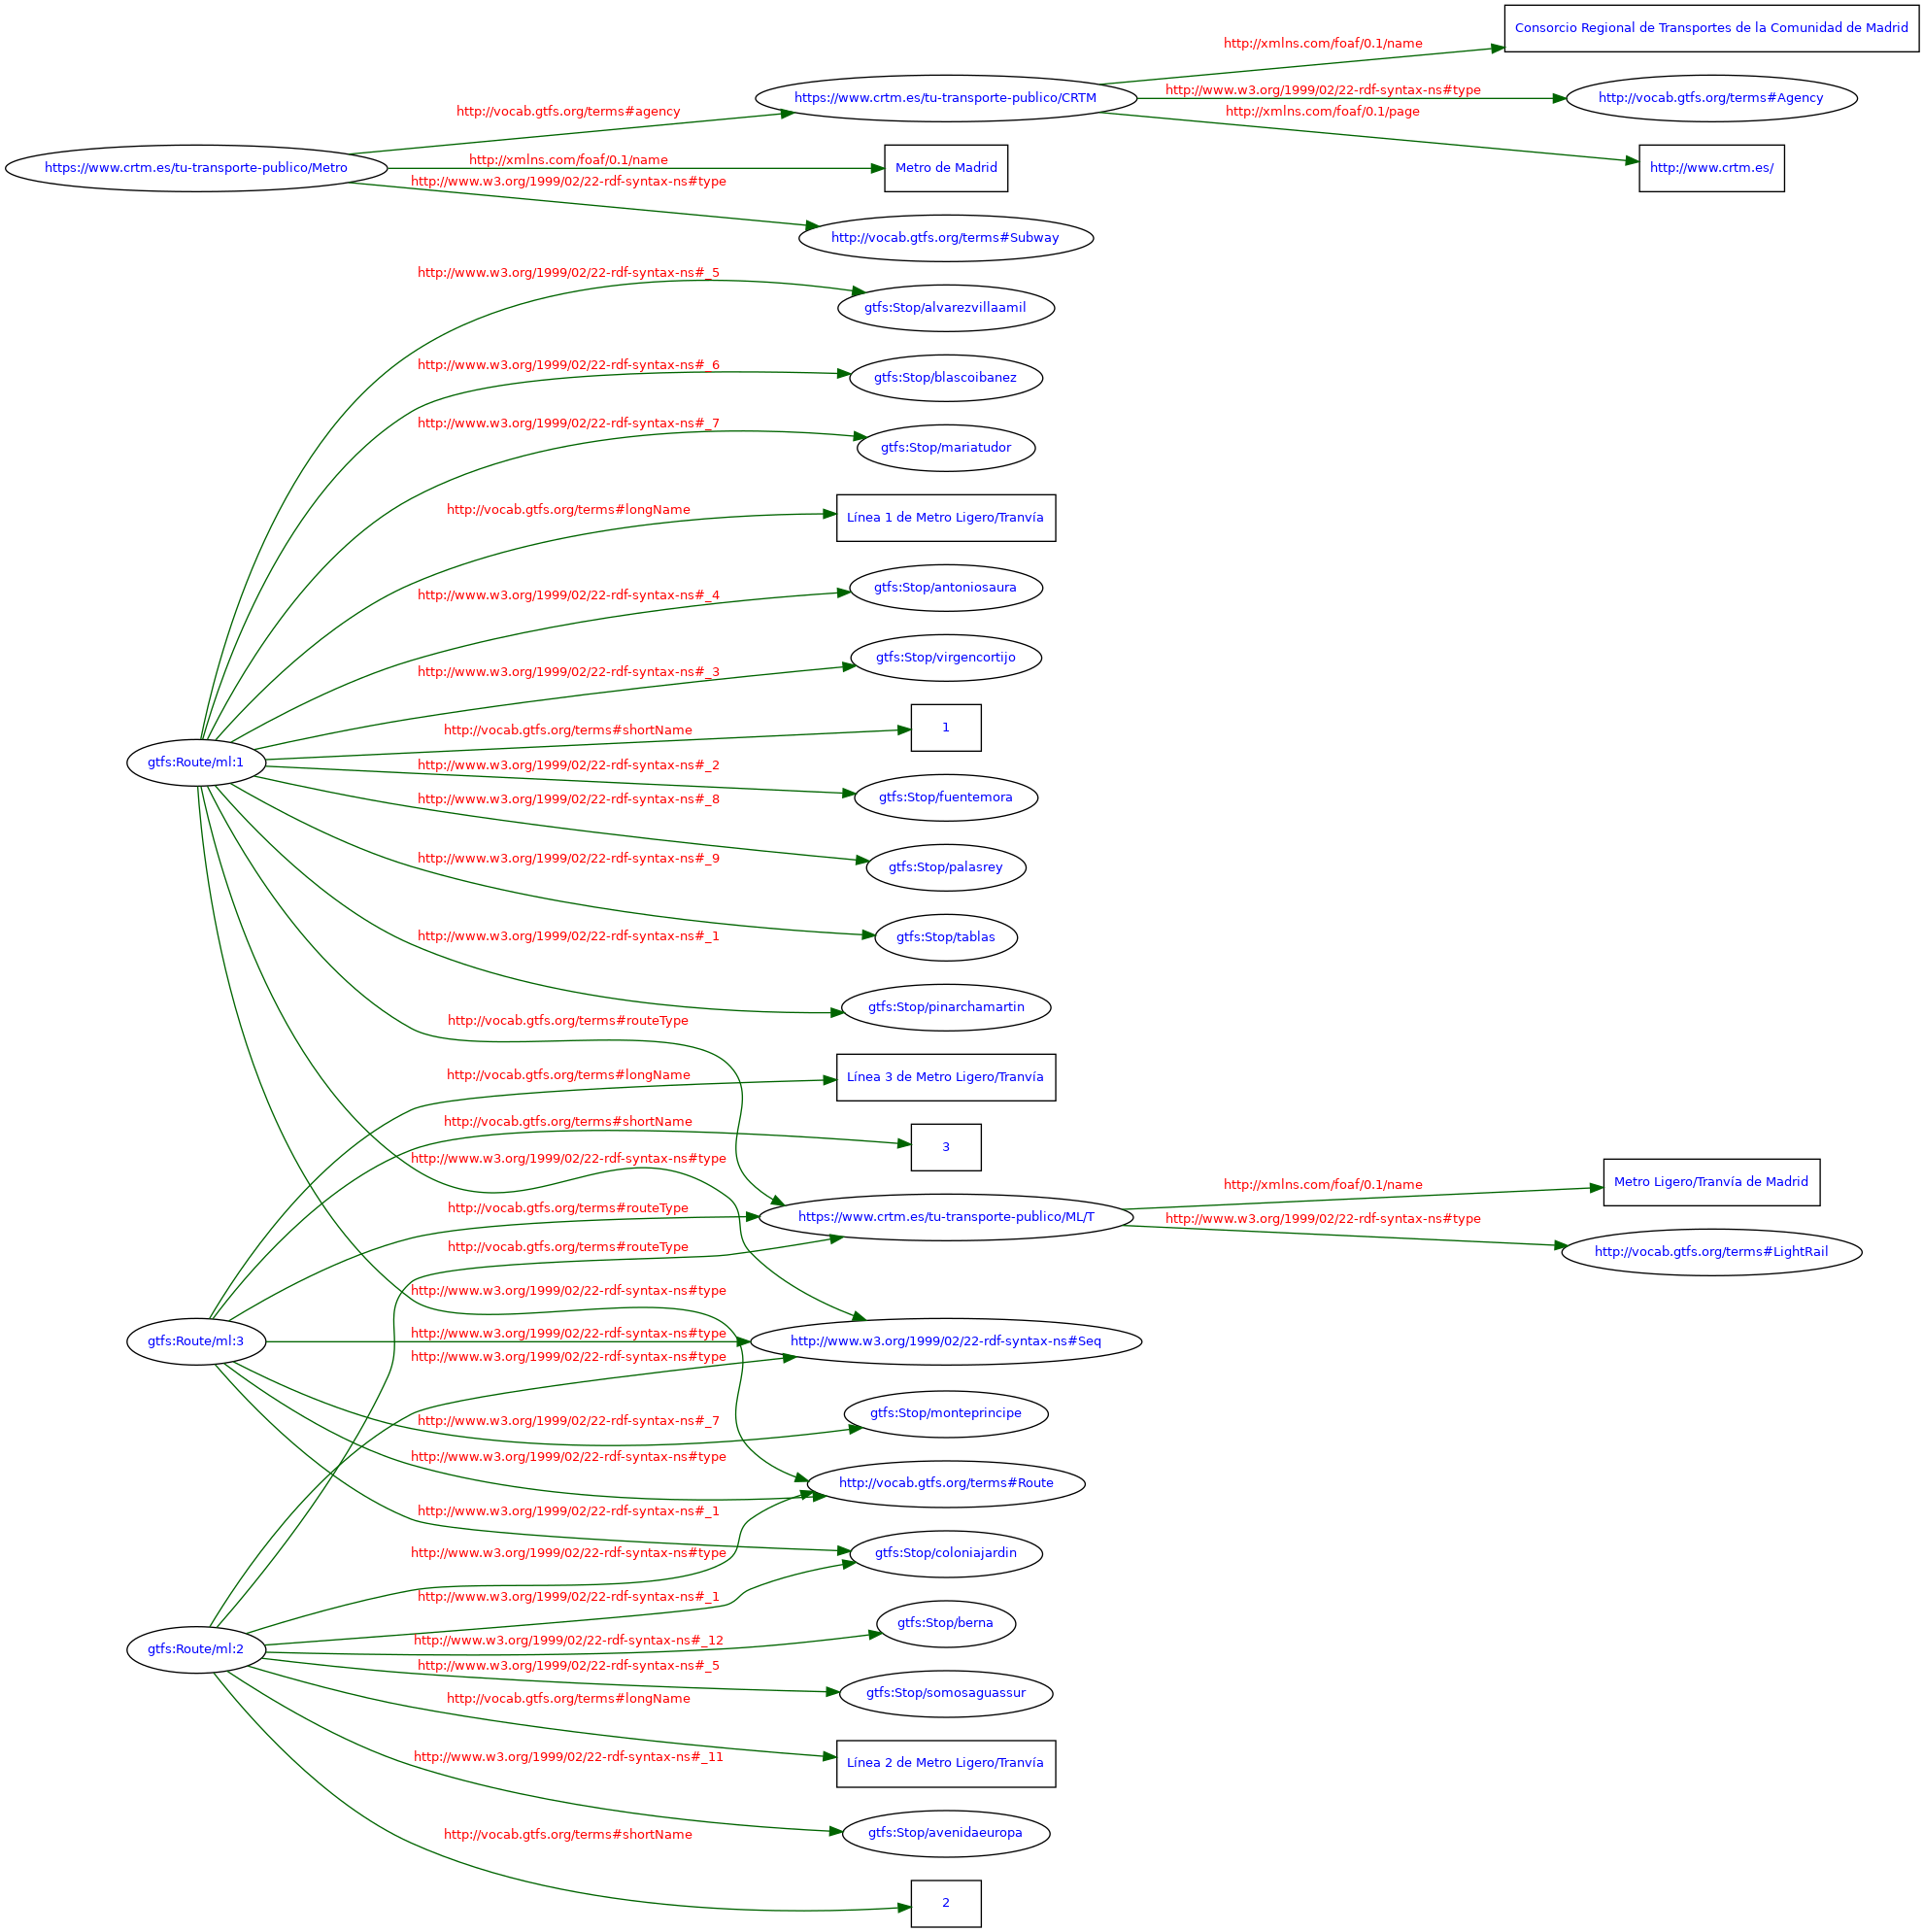 Consorcio Regional de Transportes de la Comunidad de Madrid
http://xmlns.com/foaf/0.1/name
http://www.w3.org/1999/02/22-rdf-syntax-ns#type
https://www.crtm.es/tu-transporte-publico/CRTM
http://vocab.gtfs.org/terms#Agency
http://vocab.gtfs.org/terms#agency
http://xmlns.com/foaf/0.1/page
http://xmlns.com/foaf/0.1/name
https://www.crtm.es/tu-transporte-publico/Metro
Metro de Madrid
http://www.crtm.es/
http://www.w3.org/1999/02/22-rdf-syntax-ns#type
http://vocab.gtfs.org/terms#Subway
http://www.w3.org/1999/02/22-rdf-syntax-ns#_5
gtfs:Stop/alvarezvillaamil
http://www.w3.org/1999/02/22-rdf-syntax-ns#_6
gtfs:Stop/blascoibanez
http://www.w3.org/1999/02/22-rdf-syntax-ns#_7
gtfs:Stop/mariatudor
http://vocab.gtfs.org/terms#longName
Línea 1 de Metro Ligero/Tranvía
http://www.w3.org/1999/02/22-rdf-syntax-ns#_4
gtfs:Stop/antoniosaura
http://www.w3.org/1999/02/22-rdf-syntax-ns#_3
gtfs:Stop/virgencortijo
http://vocab.gtfs.org/terms#shortName
1
gtfs:Route/ml:1
http://www.w3.org/1999/02/22-rdf-syntax-ns#_2
gtfs:Stop/fuentemora
http://www.w3.org/1999/02/22-rdf-syntax-ns#_8
gtfs:Stop/palasrey
http://www.w3.org/1999/02/22-rdf-syntax-ns#_9
gtfs:Stop/tablas
http://www.w3.org/1999/02/22-rdf-syntax-ns#_1
gtfs:Stop/pinarchamartin
http://vocab.gtfs.org/terms#routeType
http://vocab.gtfs.org/terms#longName
Línea 3 de Metro Ligero/Tranvía
http://vocab.gtfs.org/terms#shortName
3
http://www.w3.org/1999/02/22-rdf-syntax-ns#type
http://xmlns.com/foaf/0.1/name
Metro Ligero/Tranvía de Madrid
http://vocab.gtfs.org/terms#routeType
https://www.crtm.es/tu-transporte-publico/ML/T
http://www.w3.org/1999/02/22-rdf-syntax-ns#type
http://vocab.gtfs.org/terms#LightRail
http://vocab.gtfs.org/terms#routeType
http://www.w3.org/1999/02/22-rdf-syntax-ns#type
gtfs:Route/ml:3
http://www.w3.org/1999/02/22-rdf-syntax-ns#type
http://www.w3.org/1999/02/22-rdf-syntax-ns#Seq
http://www.w3.org/1999/02/22-rdf-syntax-ns#type
http://www.w3.org/1999/02/22-rdf-syntax-ns#_7
gtfs:Stop/monteprincipe
http://www.w3.org/1999/02/22-rdf-syntax-ns#type
http://vocab.gtfs.org/terms#Route
http://www.w3.org/1999/02/22-rdf-syntax-ns#_1
http://www.w3.org/1999/02/22-rdf-syntax-ns#type
gtfs:Stop/coloniajardin
http://www.w3.org/1999/02/22-rdf-syntax-ns#_1
gtfs:Stop/berna
gtfs:Route/ml:2
http://www.w3.org/1999/02/22-rdf-syntax-ns#_12
http://www.w3.org/1999/02/22-rdf-syntax-ns#_5
gtfs:Stop/somosaguassur
http://vocab.gtfs.org/terms#longName
Línea 2 de Metro Ligero/Tranvía
http://www.w3.org/1999/02/22-rdf-syntax-ns#_11
gtfs:Stop/avenidaeuropa
http://vocab.gtfs.org/terms#shortName
2